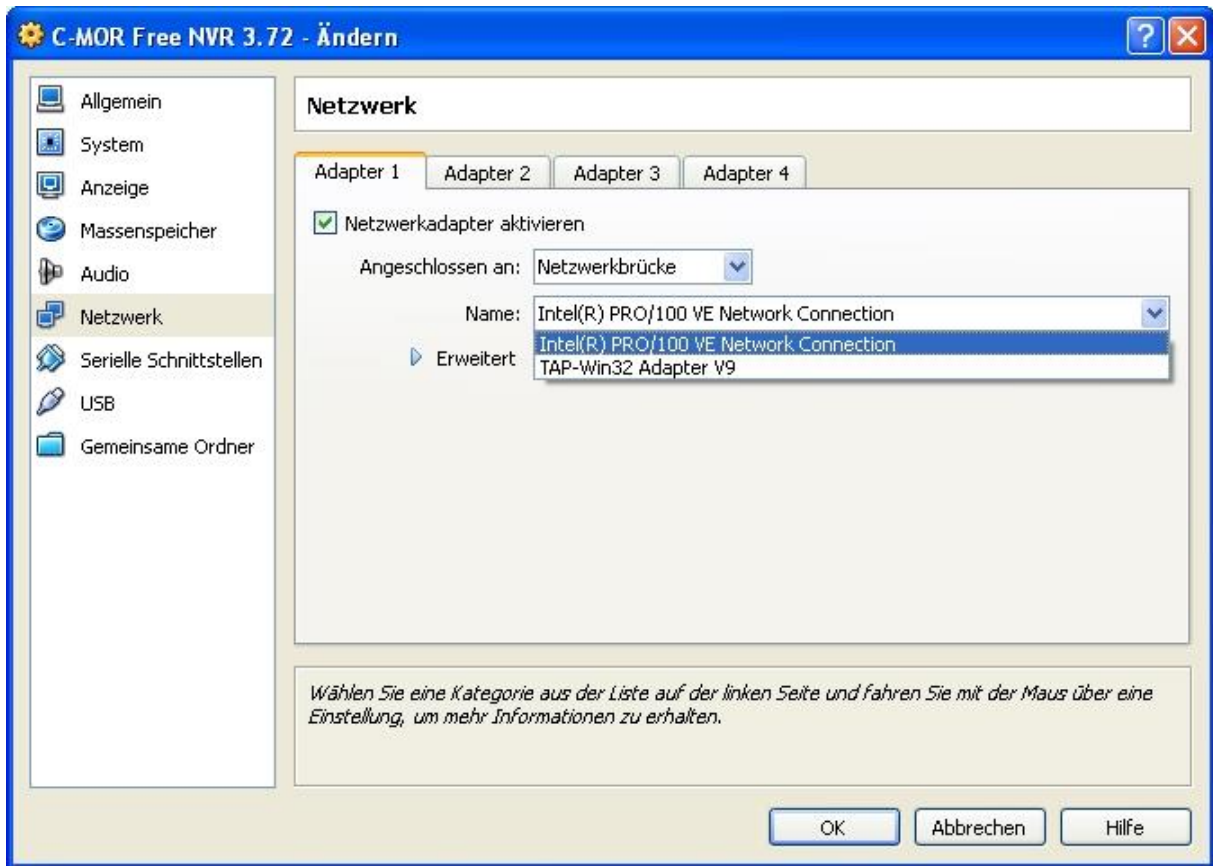 C-MOR Free NVR 3.72 - Ändern
Allgemein
System
Anzeige
Massenspeicher
Audio
Netzwerk
Serielle Schnittstellen
USB
Gemeinsame Ordner
Netzwerk
Adapter 1
Adapter 2
Adapter 3
Adapter 4
Netzwerkadapter aktivieren
Angeschlossen an: Netzwerkbrücke
Name: Intel(R) PRO/100 VE Network Connection
Intel(R) PRO/100 VE Network Connection
TAP-Win32 Adapter V9
Erweitert
Wählen Sie eine Kategorie aus der Liste auf der linken Seite und fahren Sie mit der Maus über eine
Einstellung, um mehr Informationen zu erhalten.
OK
Abbrechen
Hilfe